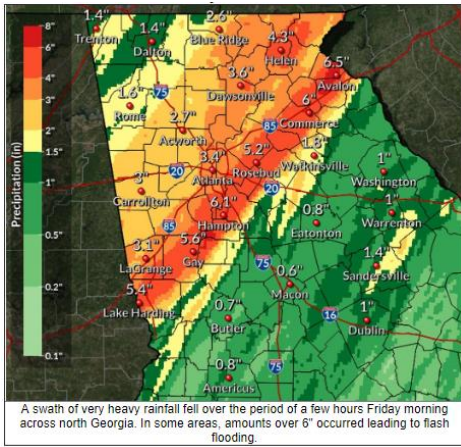 1.4"
Trenton
1.4"
Dalton
2.6"
Blue Ridge
4.3"
Helen
6.5"
Avalon
3.6"
Dawsonville
75
1.6"
Rome
6"
Commerce
2.7"
Acworth
85
1.8"
Watkinsville
5.2"
Rosebud
3.4"
Atlanta
20
1"
Washington
3"
Carrollton
20
6.1"
Hampton
1"
Warrenton
0.8"
Eatonton
85
5.6"
Gay
3.1"
LaGrange
75
1.4"
Sandersville
5.4"
Lake Harding
0.6"
Macon
0.7"
Butler
16
1"
Dublin
75
0.8"
Americus
Precipitation (in)
8"
6"
4"
3"
2"
1.5"
1"
0.5"
0.2"
0.1"
A swath of very heavy rainfall fell over the period of a few hours Friday morning
across north Georgia. In some areas, amounts over 6" occurred leading to flash
flooding.